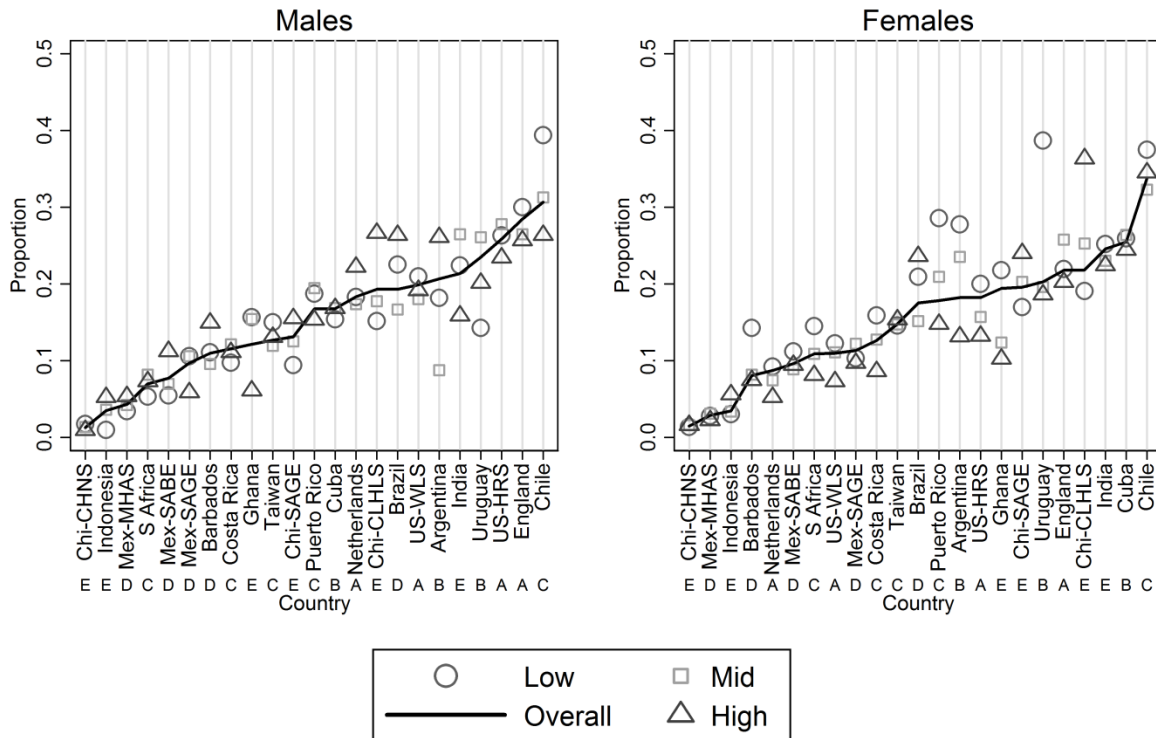 Males
Females
Proportion
0.5
0.4
0.3
0.2
0.1
0.0
Chi-CHNS
Indonesia
Mex-MHAS
S Africa
Mex-SABE
Mex-SAGE
Barbados
Costa Rica
Ghana
Taiwan
Chi-SAGE
Puerto Rico
Cuba
Netherlands
Chi-CLHLS
Brazil
US-WLS
Argentina
India
Uruguay
US-HRS
England
Chile
E E D C D D D C E C E C B A E D A B E B A A C
Country
Proportion
0.5
0.4
0.3
0.2
0.1
0.0
Chi-CHNS
Mex-MHAS
Indonesia
Barbados
Netherlands
Mex-SABE
S Africa
US-WLS
Mex-SAGE
Costa Rica
Taiwan
Brazil
Puerto Rico
Argentina
US-HRS
Ghana
Chi-SAGE
Uruguay
England
Chi-CLHLS
India
Cuba
Chile
E D E D A D C A D C C D C B A E E B A E E B C
Country
Low
Mid
Overall
High